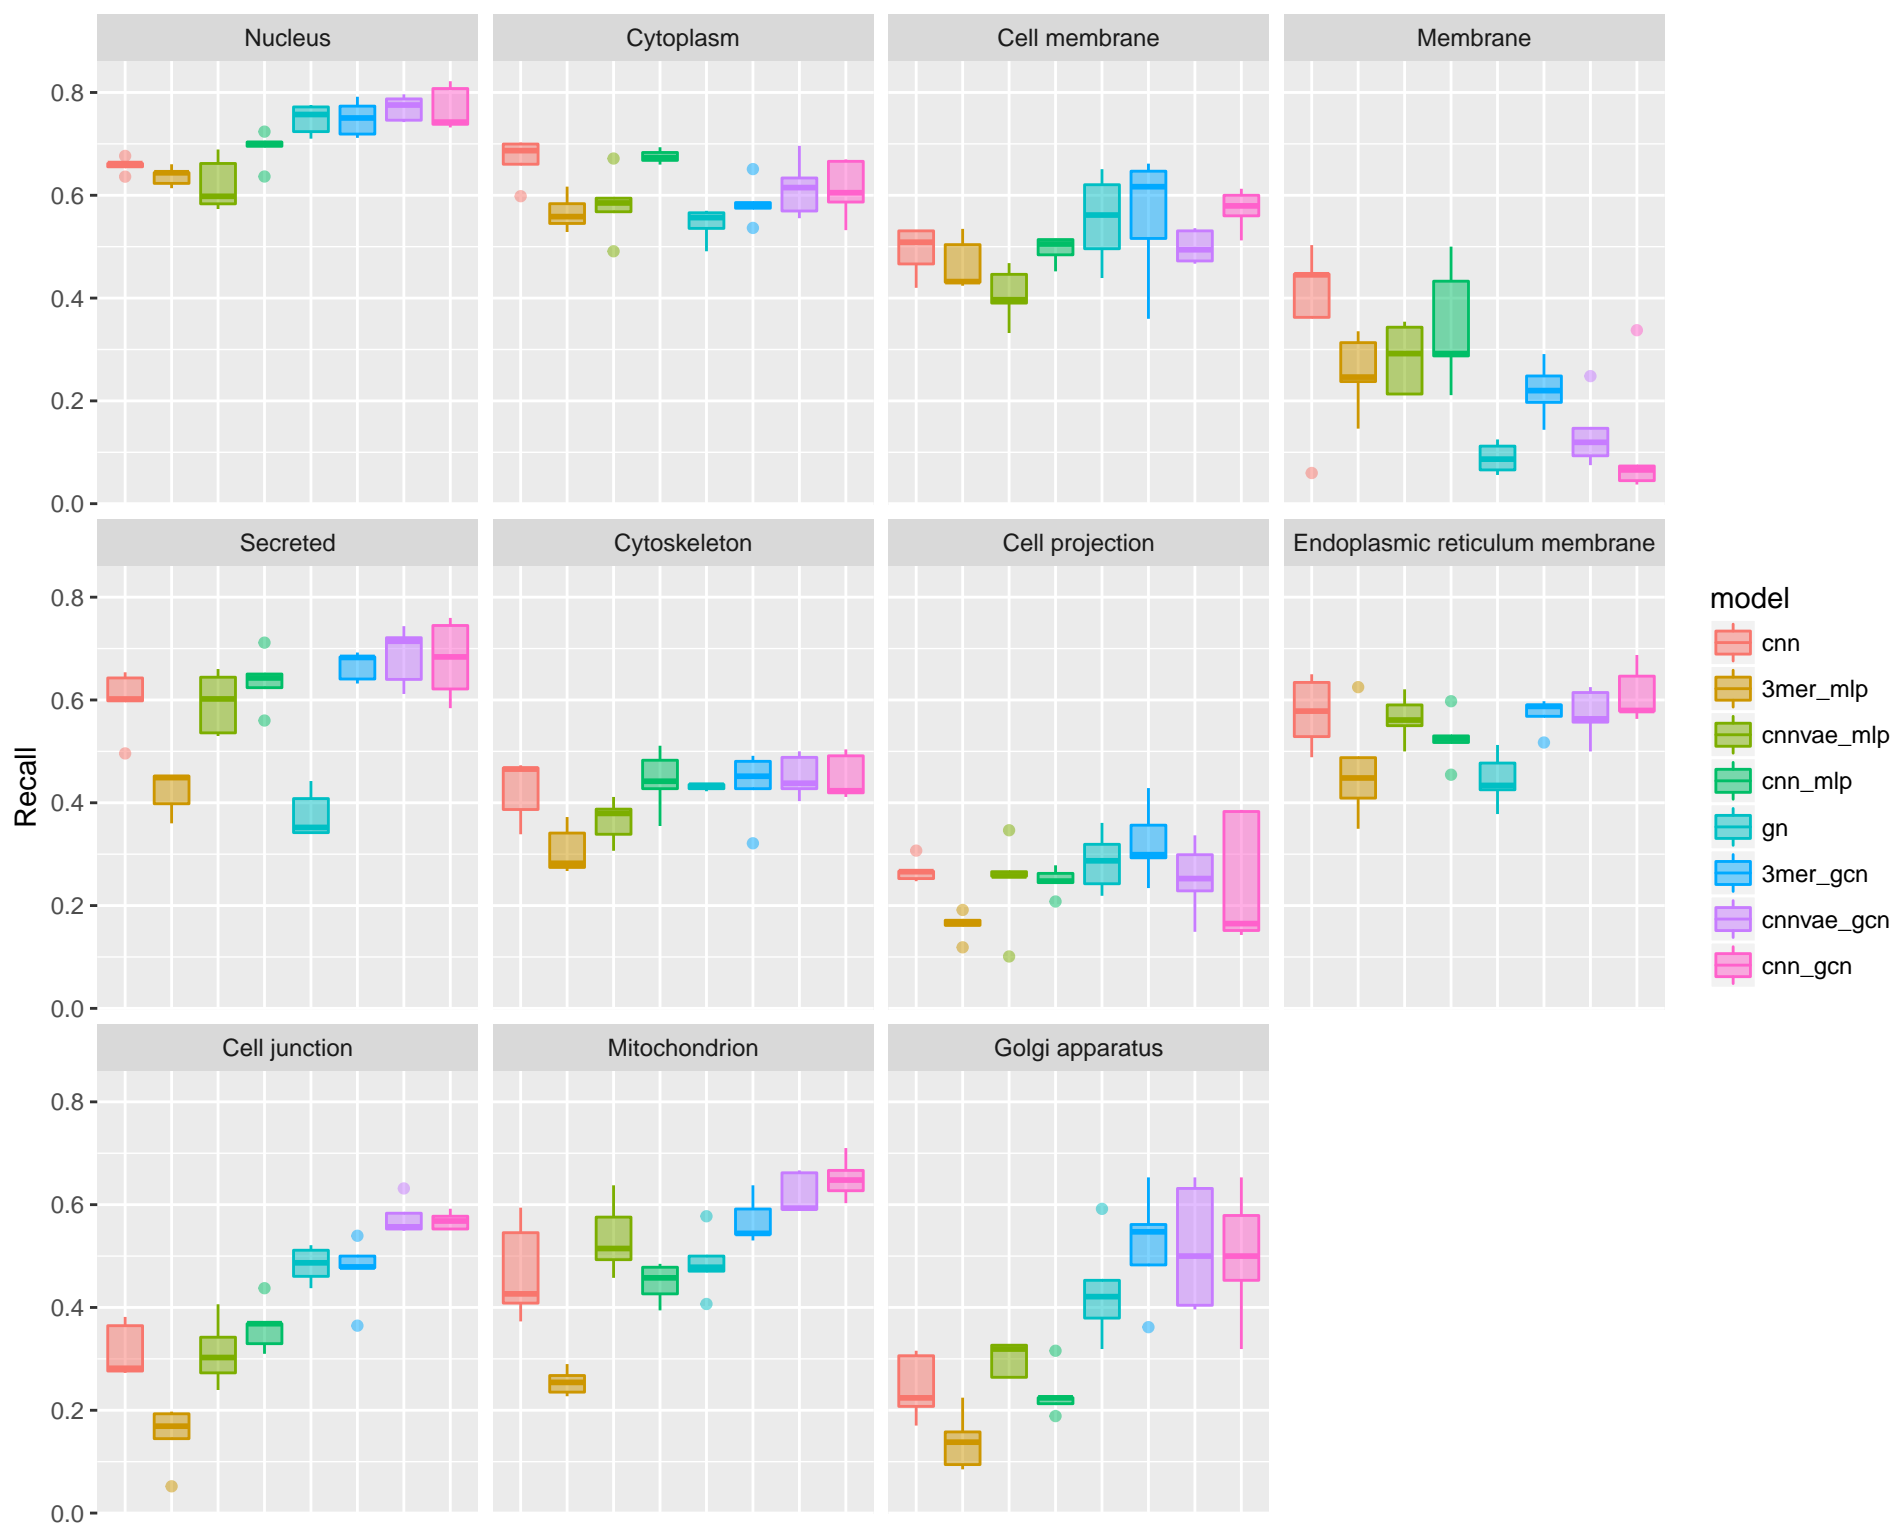 Nucleus
Cytoplasm
Cell membrane
Membrane
0.8
0.6
0.4
0.2
0.0
Secreted
Cytoskeleton
Cell projection
Endoplasmic reticulum membrane
0.8
0.6
0.4
0.2
0.0
Cell junction
Mitochondrion
Golgi apparatus
0.8
0.6
0.4
0.2
0.0
Recall
model
cnn
3mer_mlp
cnnvae_mlp
cnn_mlp
gn
3mer_gcn
cnnvae_gcn
cnn_gcn